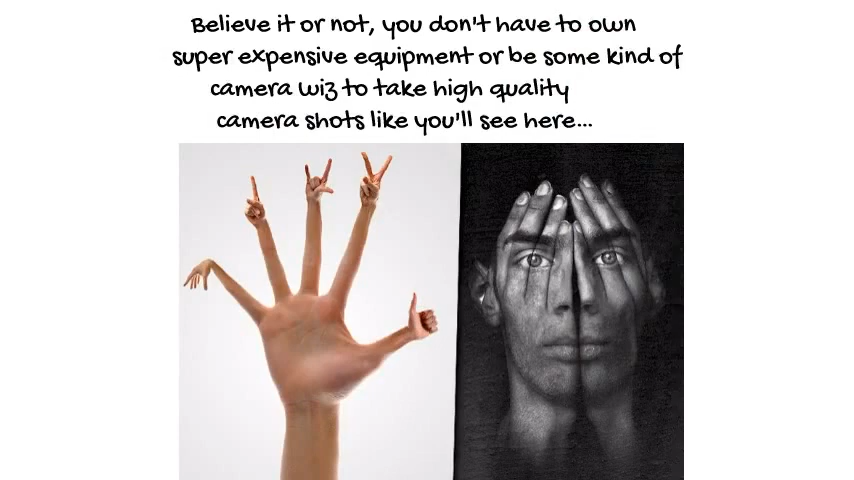 Believe it or not, you don't have to own
super expensive equipment or be some kind of
camera wiz to take high quality
camera shots like you'll see here...